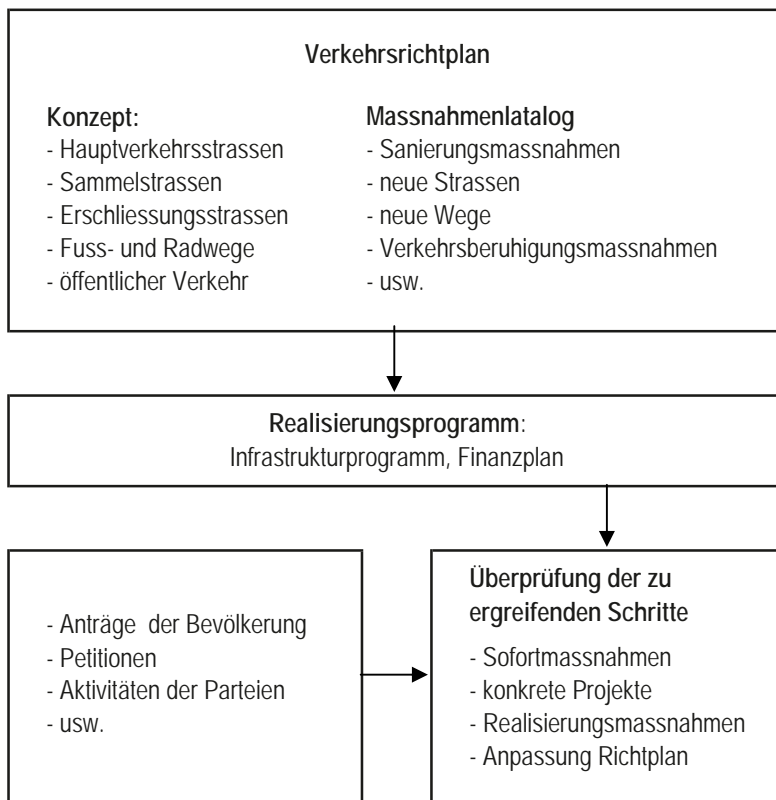 Verkehrsrichtplan
Konzept:
- Hauptverkehrsstrassen
- Sammelstrassen
- Erschliessungsstrassen
- Fuss- und Radwege
- öffentlicher Verkehr
Massnahmenlatalog
- Sanierungsmassnahmen
- neue Strassen
- neue Wege
- Verkehrsberuhigungsmassnahmen
- usw.
Realisierungsprogramm:
Infrastrukturprogramm, Finanzplan
- Anträge der Bevölkerung
- Petitionen
- Aktivitäten der Parteien
- usw.
Überprüfung der zu
ergreifenden Schritte
- Sofortmassnahmen
- konkrete Projekte
- Realisierungsmassnahmen
- Anpassung Richtplan